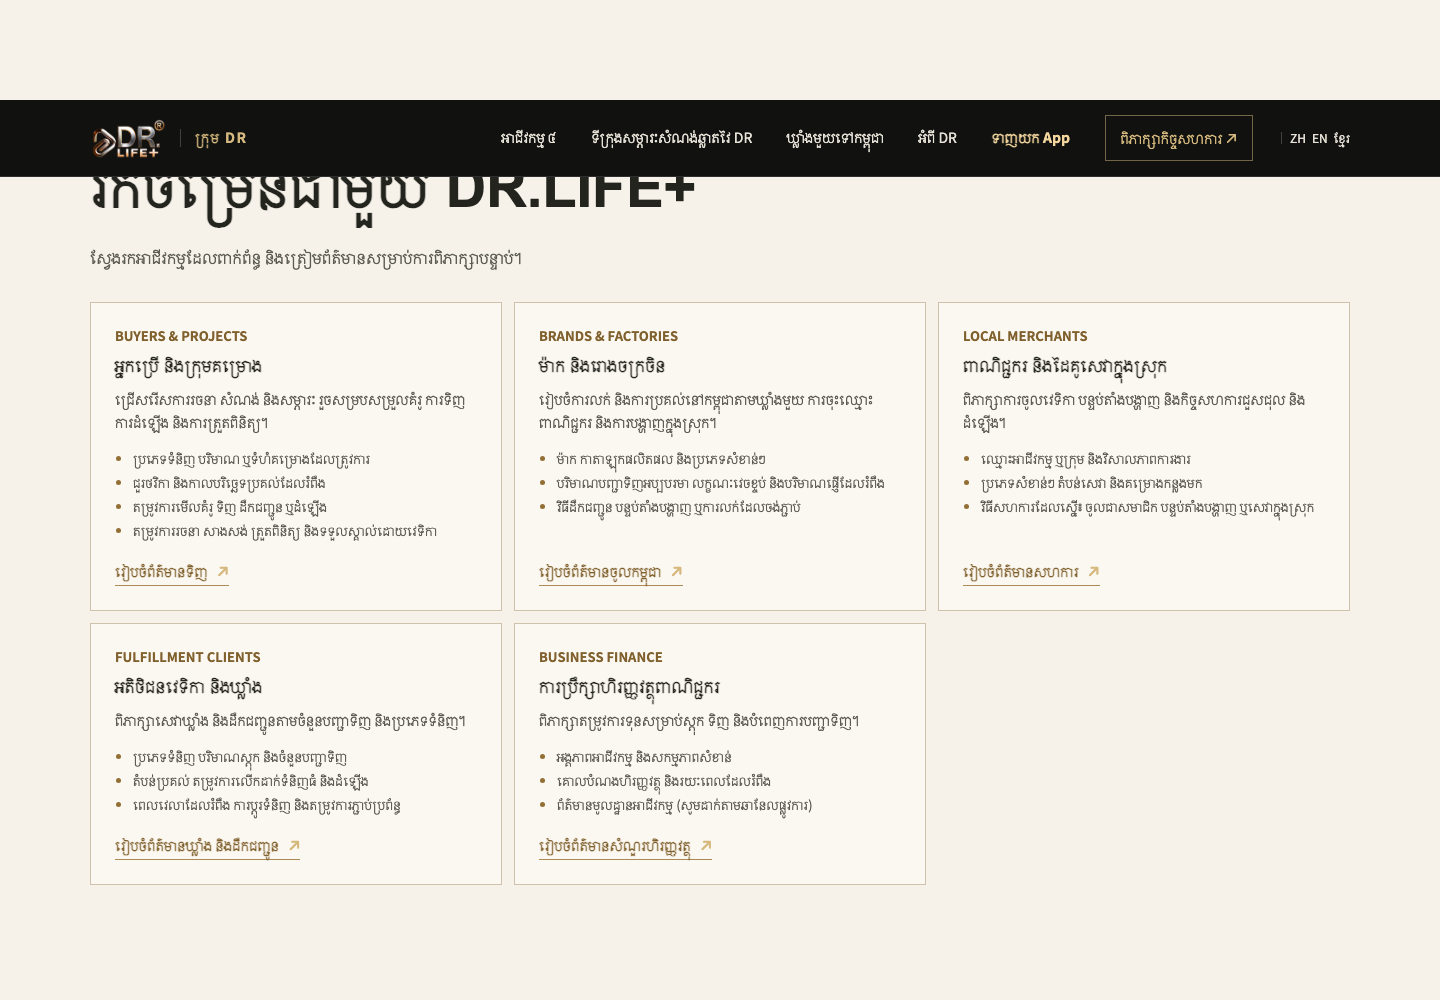 DR.
LIFE+
ក្រុម DR
អាជីវកម្ម ៤
ទីក្រុងសម្ភារៈសំណង់ឆ្លាតវៃ DR
ឃ្លាំងមួយទៅកម្ពុជា
អំពី DR
ទាញយក App
ពិភាក្សាកិច្ចសហការ
ZH EN ខ្មែរ
រីកចម្រើនជាមួយ DR.LIFE+
ស្វែងរកអាជីវកម្មដែលពាក់ព័ន្ធ និងត្រៀមព័ត៌មានសម្រាប់ការពិភាក្សាបន្ទាប់។
BUYERS & PROJECTS
អ្នកប្រើ និងក្រុមគម្រោង
ជ្រើសរើសការរចនា សំណង់ និងសម្ភារៈ រួចសម្របសម្រួលគំរូ ការទិញ
ការដំឡើង និងការត្រួតពិនិត្យ។
ប្រភេទទំនិញ បរិមាណ ឬទំហំគម្រោងដែលត្រូវការ
ជួរថវិកា និងកាលបរិច្ឆេទប្រគល់ដែលរំពឹង
តម្រូវការមើលគំរូ ទិញ ដឹកជញ្ជូន ឬដំឡើង
តម្រូវការរចនា សាងសង់ ត្រួតពិនិត្យ និងទទួលស្គាល់ដោយវេទិកា
រៀបចំព័ត៌មានទិញ
BRANDS & FACTORIES
ម៉ាក និងរោងចក្រចិន
រៀបចំការលក់ និងការប្រគល់នៅកម្ពុជាតាមឃ្លាំងមួយ ការចុះឈ្មោះ
ពាណិជ្ជករ និងការបង្ហាញក្នុងស្រុក។
ម៉ាក កាតាឡុកផលិតផល និងប្រភេទសំខាន់ៗ
បរិមាណបញ្ជាទិញអប្បបរមា លក្ខណៈវេចខ្ចប់ និងបរិមាណផ្ញើដែលរំពឹង
វិធីដឹកជញ្ជូន បន្ទប់តាំងបង្ហាញ ឬការលក់ដែលចង់ភ្ជាប់
រៀបចំព័ត៌មានចូលកម្ពុជា
LOCAL MERCHANTS
ពាណិជ្ជករ និងដៃគូសេវាក្នុងស្រុក
ពិភាក្សាការចូលវេទិកា បន្ទប់តាំងបង្ហាញ និងកិច្ចសហការជួសជុល និង
ដំឡើង។
ឈ្មោះអាជីវកម្ម ឬក្រុម និងវិសាលភាពការងារ
ប្រភេទសំខាន់ៗ តំបន់សេវា និងគម្រោងកន្លងមក
វិធីសហការដែលស្នើ៖ ចូលជាសមាជិក បន្ទប់តាំងបង្ហាញ ឬសេវាក្នុងស្រុក
រៀបចំព័ត៌មានសហការ
FULFILLMENT CLIENTS
អតិថិជនវេទិកា និងឃ្លាំង
ពិភាក្សាសេវាឃ្លាំង និងដឹកជញ្ជូនតាមចំនួនបញ្ជាទិញ និងប្រភេទទំនិញ។
ប្រភេទទំនិញ បរិមាណស្តុក និងចំនួនបញ្ជាទិញ
តំបន់ប្រគល់ តម្រូវការលើកដាក់ទំនិញធំ និងដំឡើង
ពេលវេលាដែលរំពឹង ការប្តូរទំនិញ និងតម្រូវការភ្ជាប់ប្រព័ន្ធ
រៀបចំព័ត៌មានឃ្លាំង និងដឹកជញ្ជូន
BUSINESS FINANCE
ការប្រឹក្សាហិរញ្ញវត្ថុពាណិជ្ជករ
ពិភាក្សាតម្រូវការទុនសម្រាប់ស្តុក ទិញ និងបំពេញការបញ្ជាទិញ។
អង្គភាពអាជីវកម្ម និងសកម្មភាពសំខាន់
គោលបំណងហិរញ្ញវត្ថុ និងរយៈពេលដែលរំពឹង
ព័ត៌មានមូលដ្ឋានអាជីវកម្ម (សូមដាក់តាមឆានែលផ្លូវការ)
រៀបចំព័ត៌មានសំណួរហិរញ្ញវត្ថុ